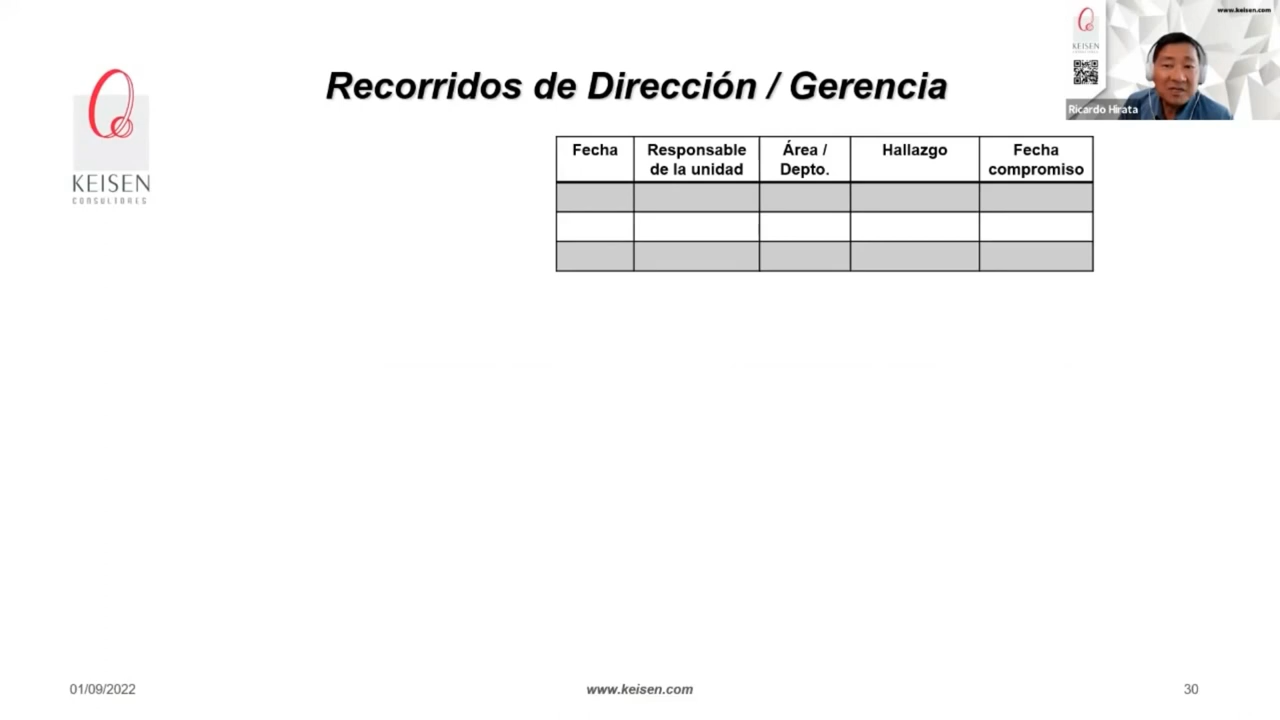 www.keisen.com
KEISEN
Ricardo Hirata
Recorridos de Dirección / Gerencia
KEISEN
CONSULTORES
Fecha Responsable de la unidad Área / Depto. Hallazgo Fecha compromiso
01/09/2022
www.keisen.com
30